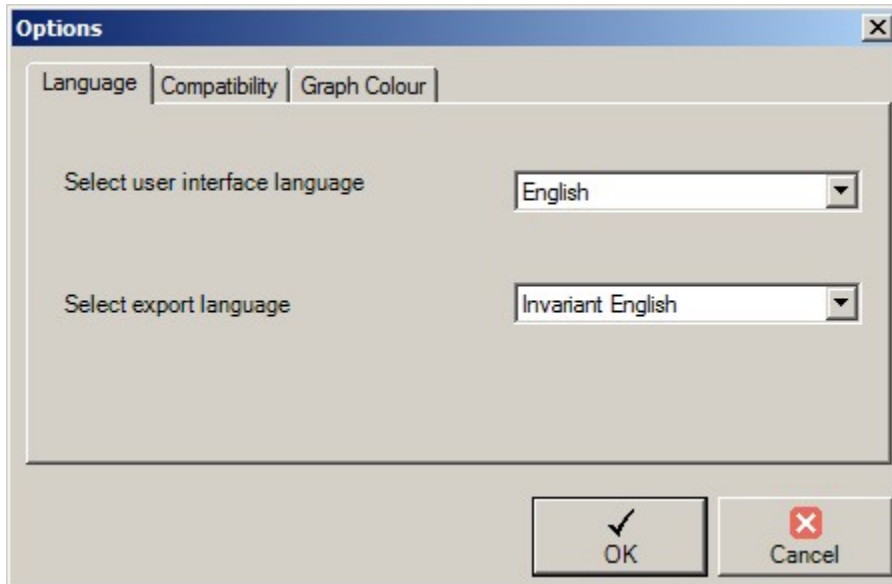 Options
Language Compatibility Graph Colour
Select user interface language English
Select export language Invariant English
OK Cancel